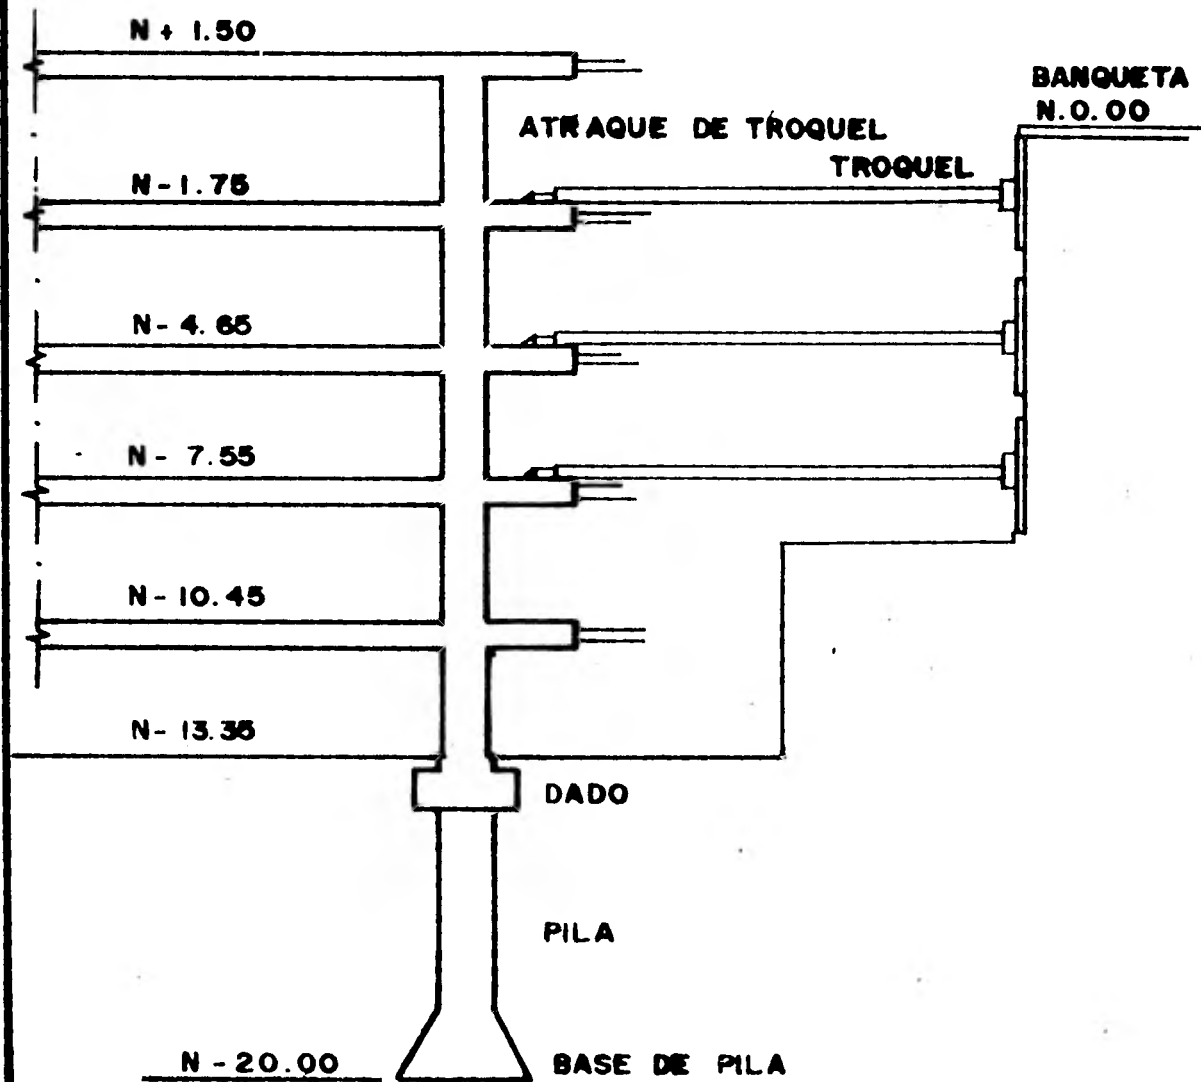 N + 1.50
BANQUETA
N.0.00
ATRAQUE DE TROQUEL
TROQUEL
N-1.75
N-4.65
N- 7.55
N-10.45
N-13.35
DADO
PILA
N-20.00
BASE DE PILA